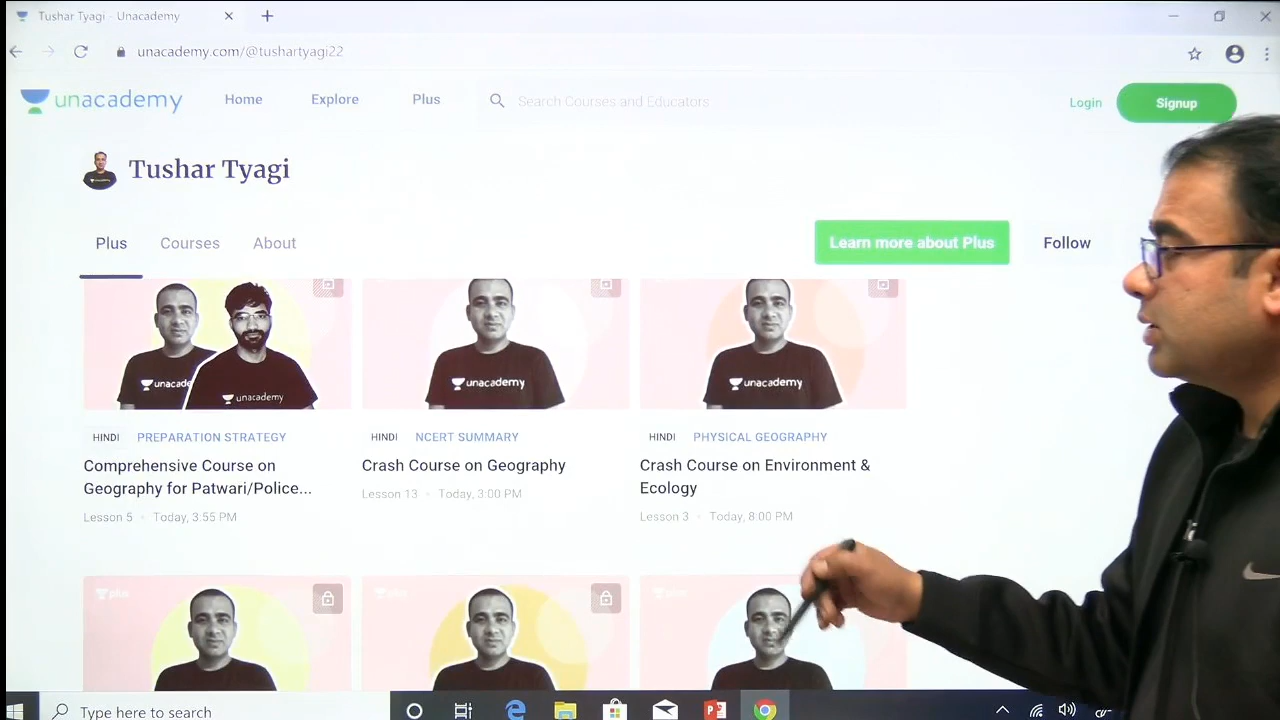 Tushar Tyagi - Unacademy
unacademy.com/@tushartyagi22
unacademy
Home
Explore
Plus
Search Courses and Educators
Login
Signup
Tushar Tyagi
Plus
Courses
About
Learn more about Plus
Follow
unacade
unacademy
unacademy
unacademy
HINDI PREPARATION STRATEGY
Comprehensive Course on
Geography for Patwari/Police...
Lesson 5 • Today, 3:55 PM
HINDI NCERT SUMMARY
Crash Course on Geography
Lesson 13 • Today, 3:00 PM
HINDI PHYSICAL GEOGRAPHY
Crash Course on Environment &
Ecology
Lesson 3 • Today, 8:00 PM
plus
plus
plus
Type here to search